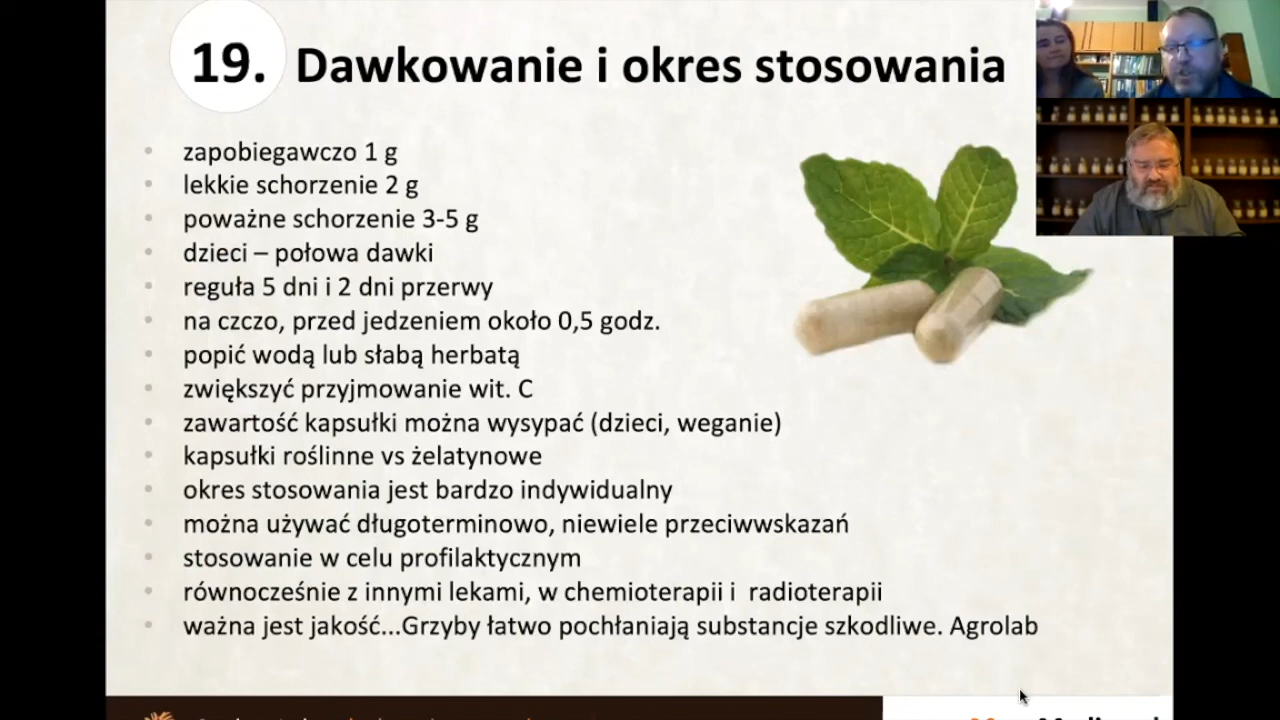 19. Dawkowanie i okres stosowania
• zapobiegawczo 1 g
• lekkie schorzenie 2 g
• poważne schorzenie 3-5 g
• dzieci – połowa dawki
• reguła 5 dni i 2 dni przerwy
• na czczo, przed jedzeniem około 0,5 godz.
• popić wodą lub słabą herbatą
• zwiększyć przyjmowanie wit. C
• zawartość kapsułki można wysypać (dzieci, weganie)
• kapsułki roślinne vs żelatynowe
• okres stosowania jest bardzo indywidualny
• można używać długoterminowo, niewiele przeciwwskazań
• stosowanie w celu profilaktycznym
• równocześnie z innymi lekami, w chemioterapii i  radioterapii
• ważna jest jakość...Grzyby łatwo pochłaniają substancje szkodliwe. Agrolab